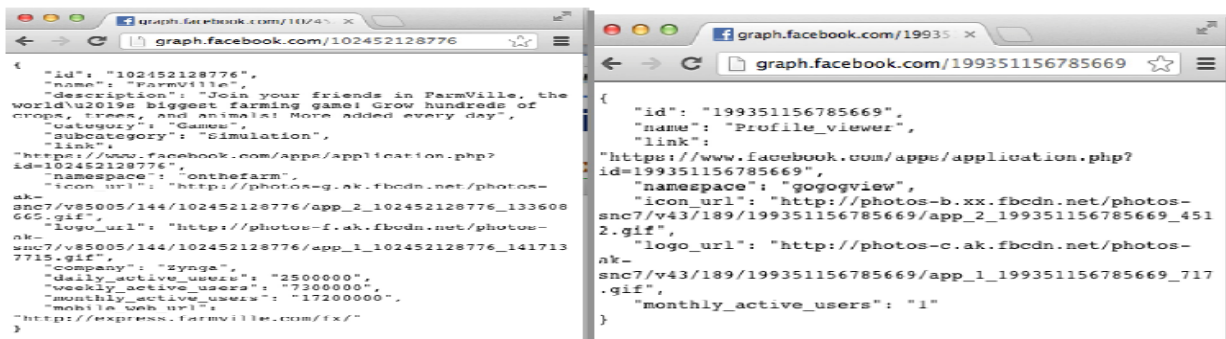 graph.facebook.com/10245
graph.facebook.com/102452128776
{
"id": "102452128776",
"name": "FarmVille",
"description": "Join your friends in FarmVille, the
world\u2019s biggest farming game! Grow hundreds of
crops, trees, and animals! More added every day",
"category": "Games",
"subcategory": "Simulation",
"link":
"https://www.facebook.com/apps/application.php?
id=102452128776",
"namespace": "onthefarm",
"icon_url": "http://photos-g.ak.fbcdn.net/photos-
ak-
snc7/v85005/144/102452128776/app_2_102452128776_133608
665.gif",
"logo_url": "http://photos-f.ak.fbcdn.net/photos-
ak-
snc7/v85005/144/102452128776/app_1_102452128776_141713
7715.gif",
"company": "Zynga",
"daily_active_users": "2500000",
"weekly_active_users": "7300000",
"monthly_active_users": "17200000",
"mobile_web_url":
"http://express.farmville.com/fx/"
}
graph.facebook.com/19935
graph.facebook.com/199351156785669
{
"id": "199351156785669",
"name": "Profile_viewer",
"link":
"https://www.facebook.com/apps/application.php?
id=199351156785669",
"namespace": "gogogview",
"icon_url": "http://photos-b.xx.fbcdn.net/photos-
snc7/v43/189/199351156785669/app_2_199351156785669_451
2.gif",
"logo_url": "http://photos-c.ak.fbcdn.net/photos-
ak-
snc7/v43/189/199351156785669/app_1_199351156785669_717
.gif",
"monthly_active_users": "1"
}